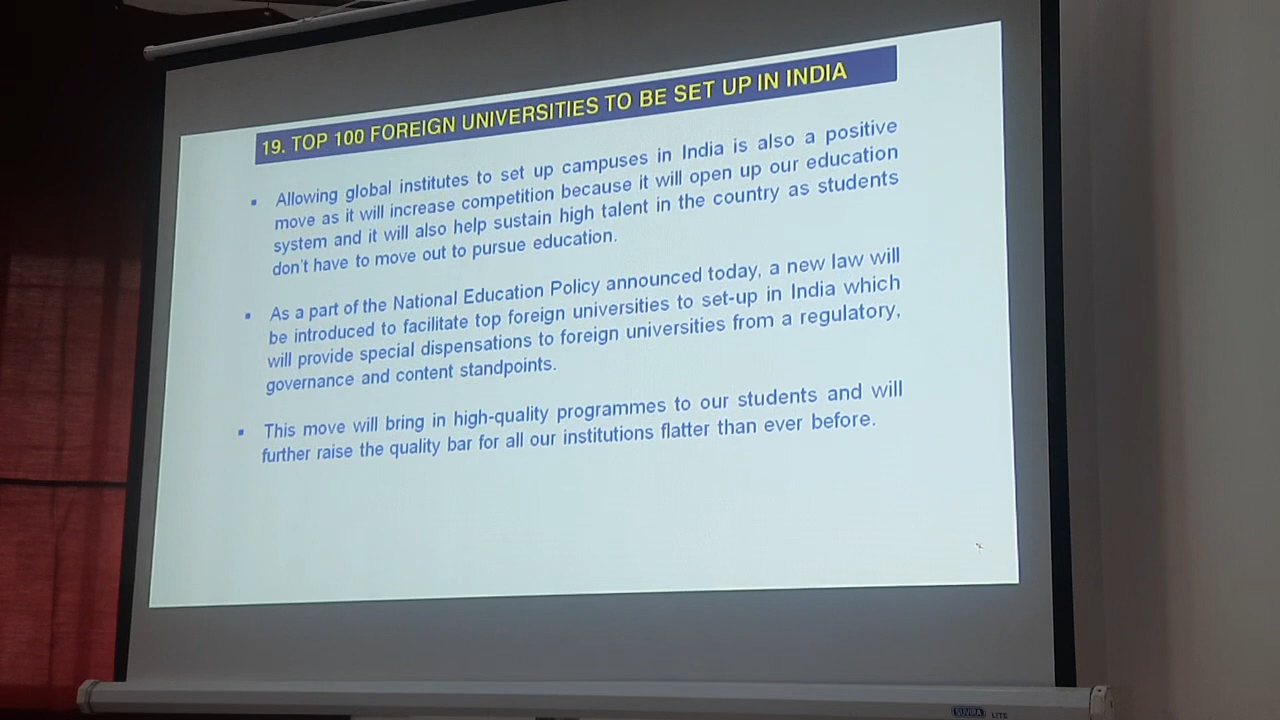 19. TOP 100 FOREIGN UNIVERSITIES TO BE SET UP IN INDIA
▪ Allowing global institutes to set up campuses in India is also a positive
move as it will increase competition because it will open up our education
system and it will also help sustain high talent in the country as students
don't have to move out to pursue education.
▪ As a part of the National Education Policy announced today, a new law will
be introduced to facilitate top foreign universities to set-up in India which
will provide special dispensations to foreign universities from a regulatory,
governance and content standpoints.
▪ This move will bring in high-quality programmes to our students and will
further raise the quality bar for all our institutions flatter than ever before.
SUVIRA LITE